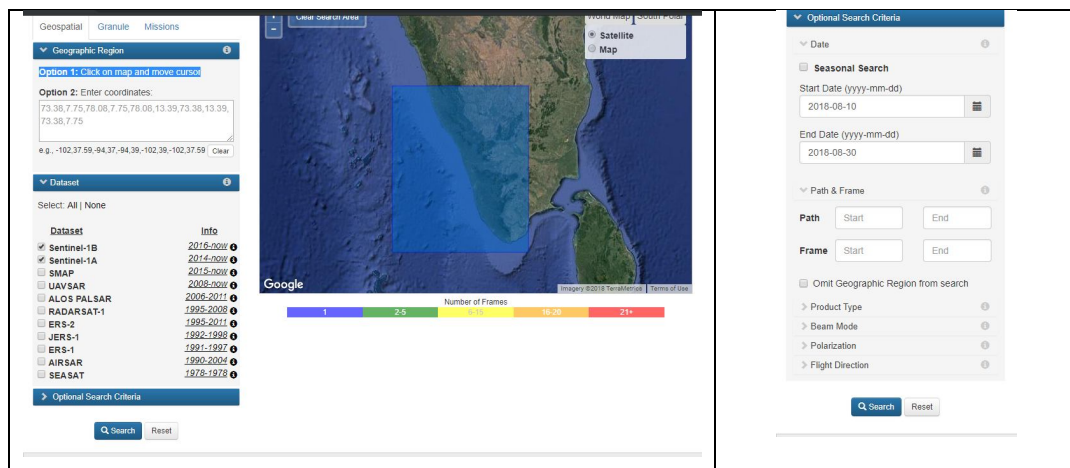 Geospatial Granule Missions
Geographic Region
Option 1: Click on map and move cursor
Option 2: Enter coordinates:
73.38,7.75,78.08,7.75,78.08,13.39,73.38,13.39,
73.38,7.75
e.g., -102,37.59,-94,37,-94,39,-102,39,-102,37.59 Clear
Dataset
Select: All | None
Dataset Info
Sentinel-1B 2016-now
Sentinel-1A 2014-now
SMAP 2015-now
UAVSAR 2008-now
ALOS PALSAR 2006-2011
RADARSAT-1 1995-2008
ERS-2 1995-2011
JERS-1 1992-1998
ERS-1 1991-1997
AIRSAR 1990-2004
SEASAT 1978-1978
Optional Search Criteria
Search Reset
Clear Search Area
World Map South Polar
Satellite
Map
Google
Imagery ©2018 TerraMetrics Terms of Use
Number of Frames
1 2-5 6-15 16-20 21+
Optional Search Criteria
Date
Seasonal Search
Start Date (yyyy-mm-dd)
2018-08-10
End Date (yyyy-mm-dd)
2018-08-30
Path & Frame
Path Start End
Frame Start End
Omit Geographic Region from search
Product Type
Beam Mode
Polarization
Flight Direction
Search Reset